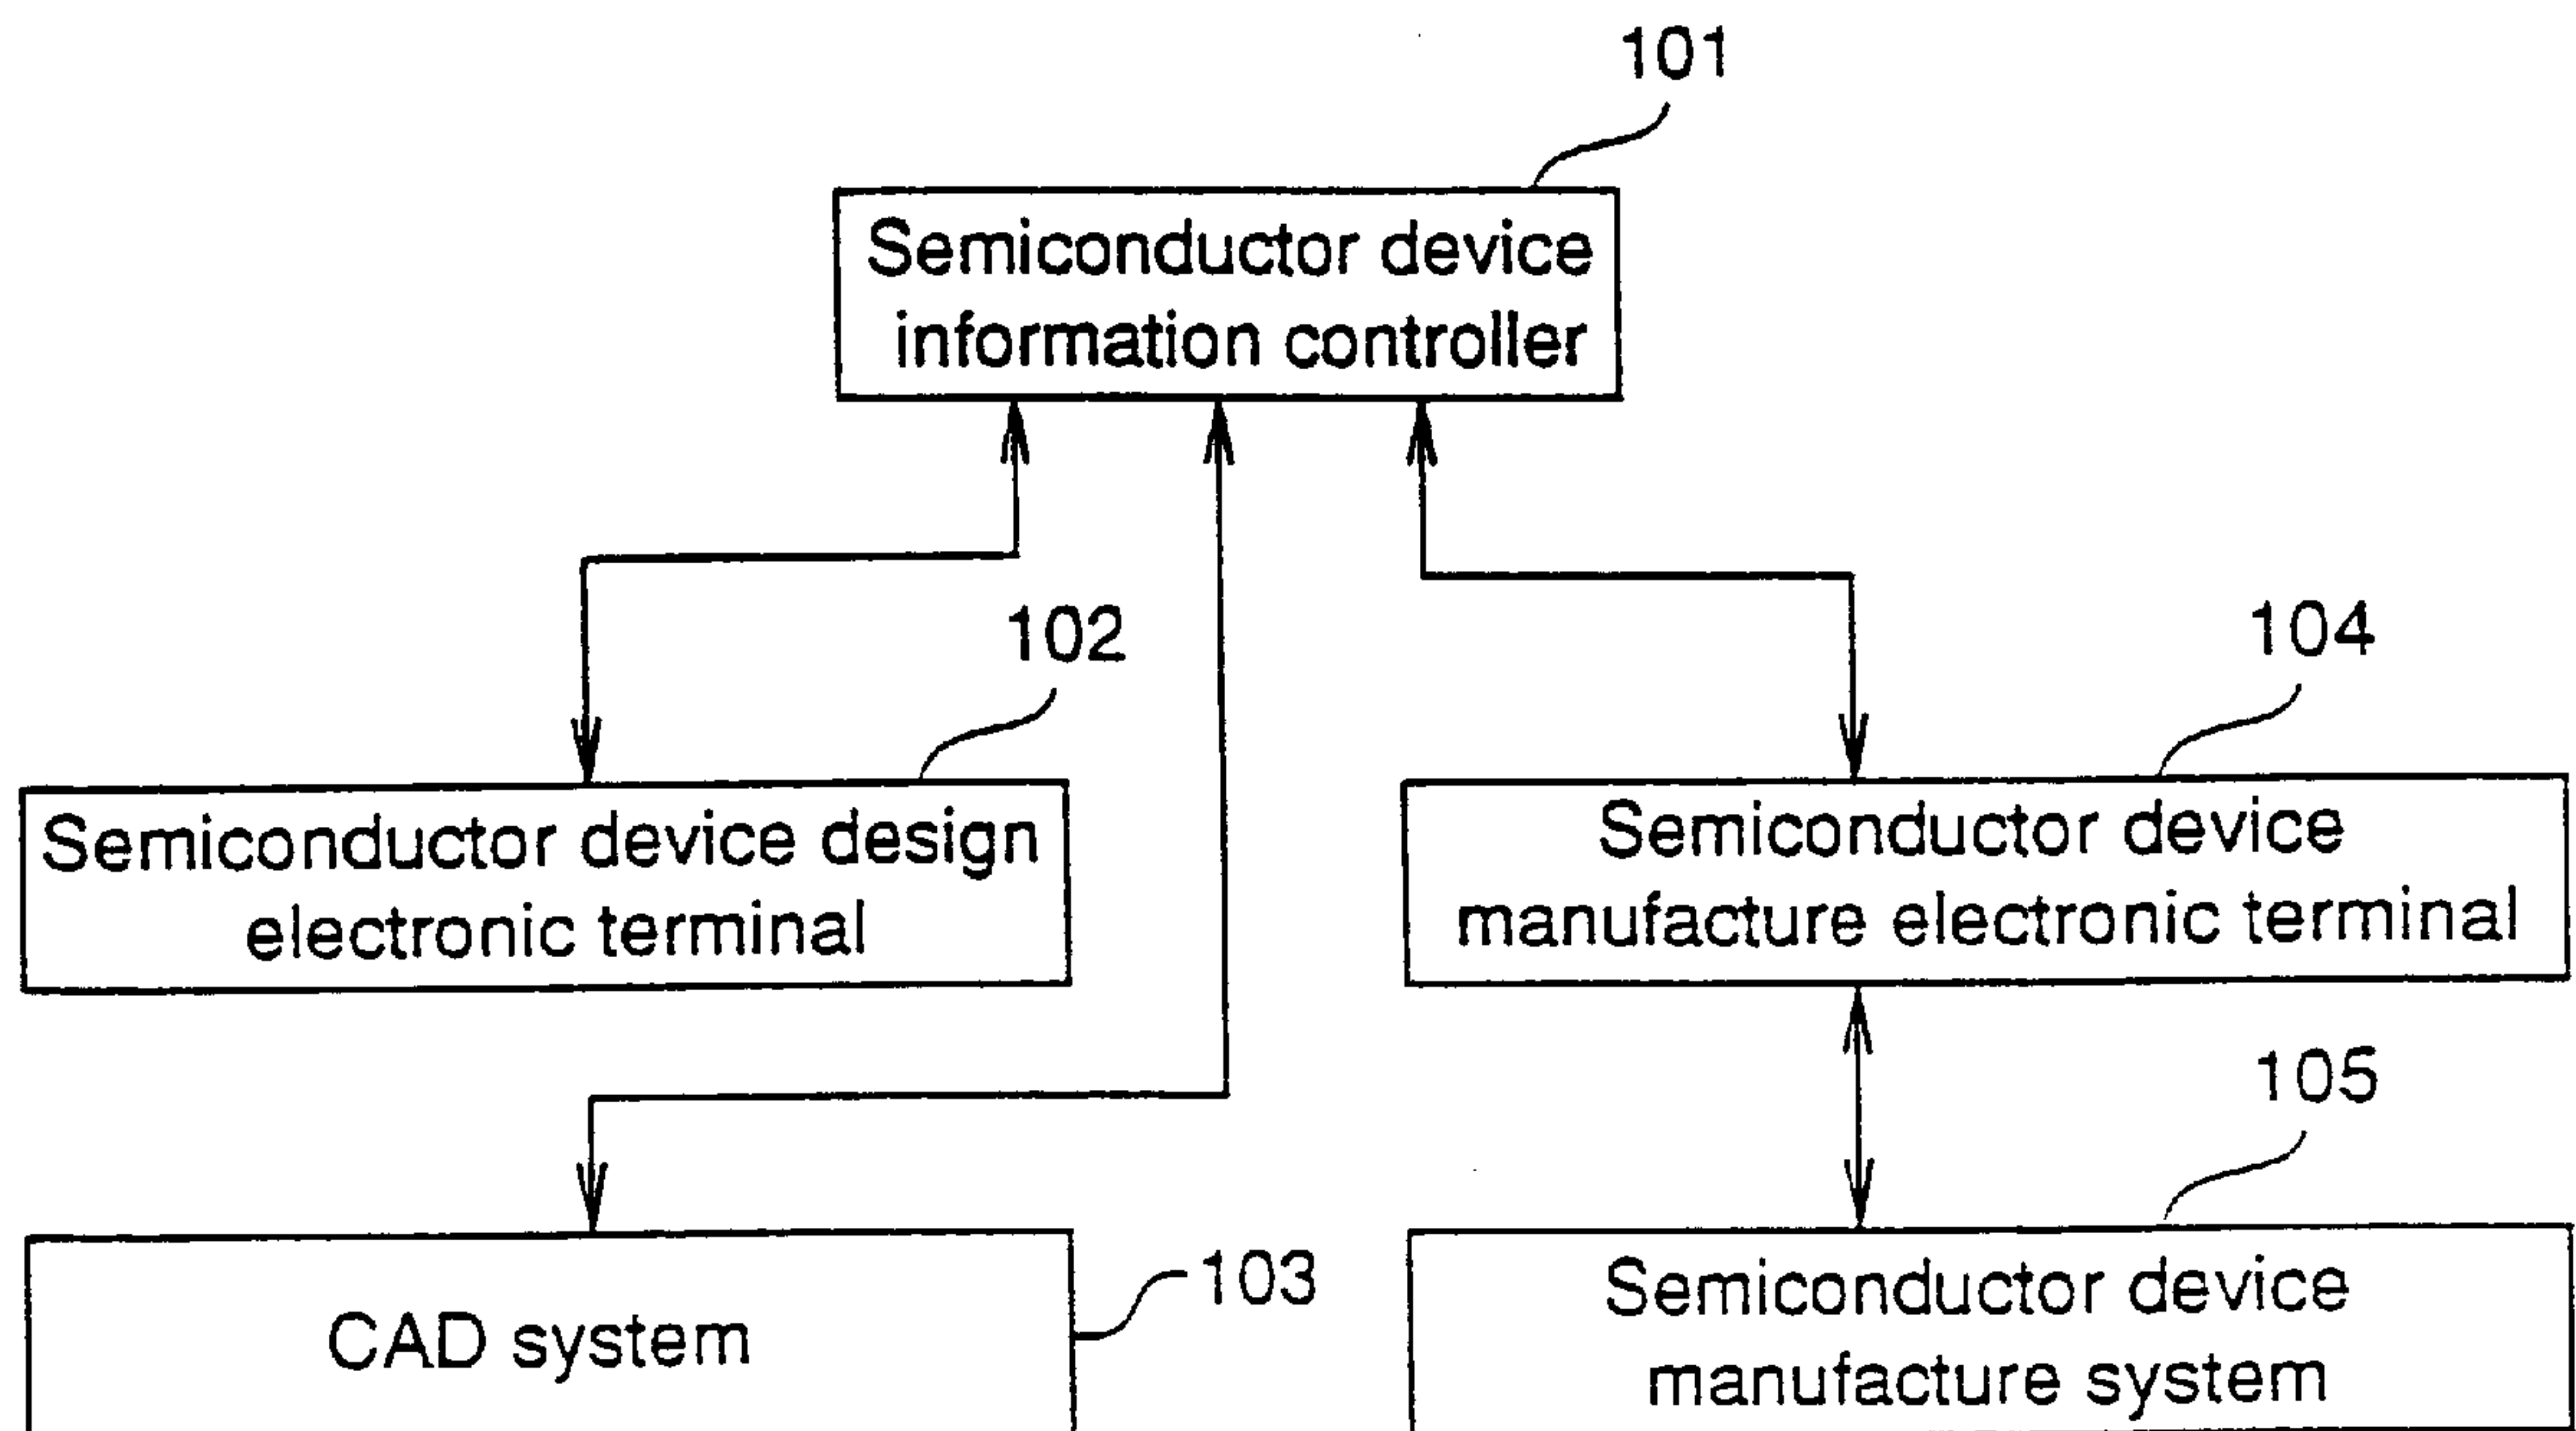 101
Semiconductor device
information controller
102
104
Semiconductor device design
electronic terminal
Semiconductor device
manufacture electronic terminal
105
103
CAD system
Semiconductor device
manufacture system